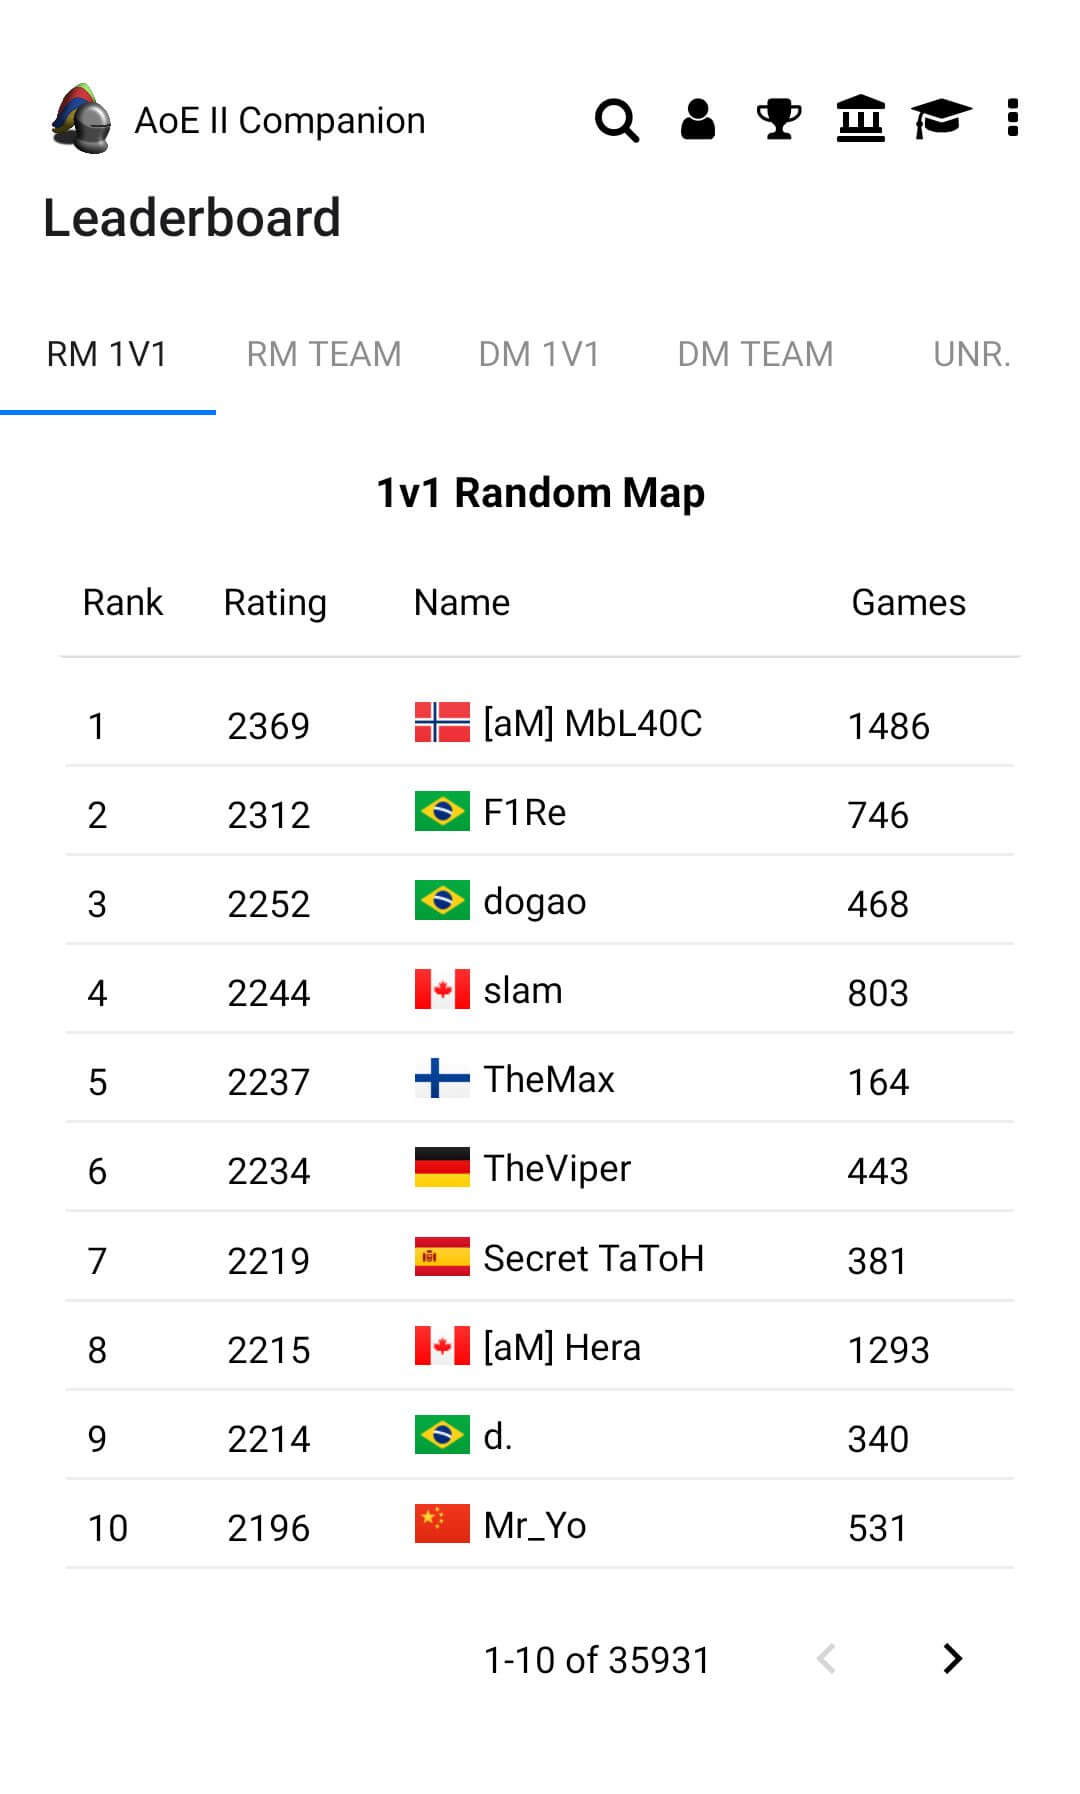 AoE II Companion
Leaderboard
RM 1V1 RM TEAM DM 1V1 DM TEAM UNR.
1v1 Random Map
Rank Rating Name Games
1 2369 [aM] MbL40C 1486
2 2312 F1Re 746
3 2252 dogao 468
4 2244 slam 803
5 2237 TheMax 164
6 2234 TheViper 443
7 2219 Secret TaToH 381
8 2215 [aM] Hera 1293
9 2214 d. 340
10 2196 Mr_Yo 531
1-10 of 35931